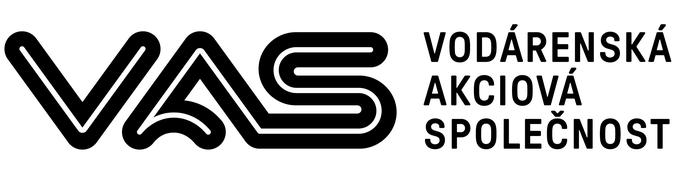 VAS
VODÁRENSKÁ
AKCIOVÁ
SPOLEČNOST